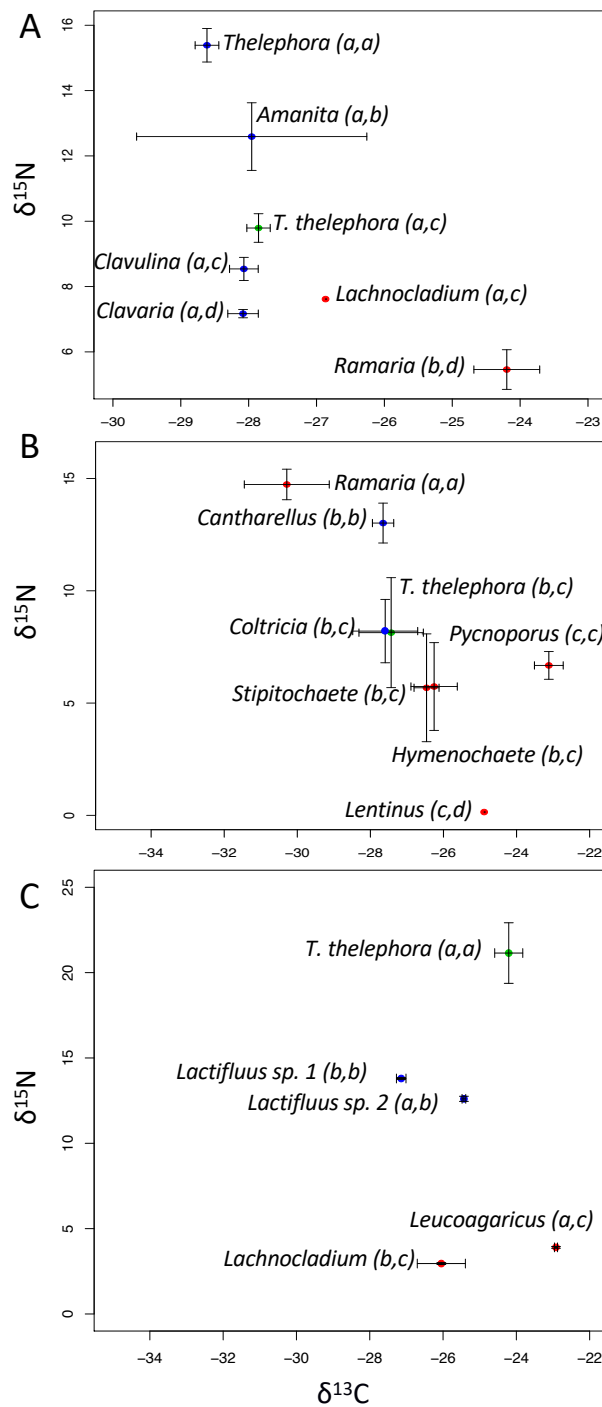 A
16
Thelephora (a,a)
14
Amanita (a,b)
12
δ15N
10
T. thelephora (a,c)
Clavulina (a,c)
8
Lachnocladium (a,c)
Clavaria (a,d)
6
Ramaria (b,d)
−30 −29 −28 −27 −26 −25 −24 −23
B
15
Ramaria (a,a)
Cantharellus (b,b)
δ15N
10
T. thelephora (b,c)
Coltricia (b,c)
Pycnoporus (c,c)
5
Stipitochaete (b,c)
Hymenochaete (b,c)
0
Lentinus (c,d)
−34 −32 −30 −28 −26 −24 −22
C
25
T. thelephora (a,a)
20
δ15N
15
Lactifluus sp. 1 (b,b)
Lactifluus sp. 2 (a,b)
10
5
Leucoagaricus (a,c)
Lachnocladium (b,c)
0
−34 −32 −30 −28 −26 −24 −22
δ13C